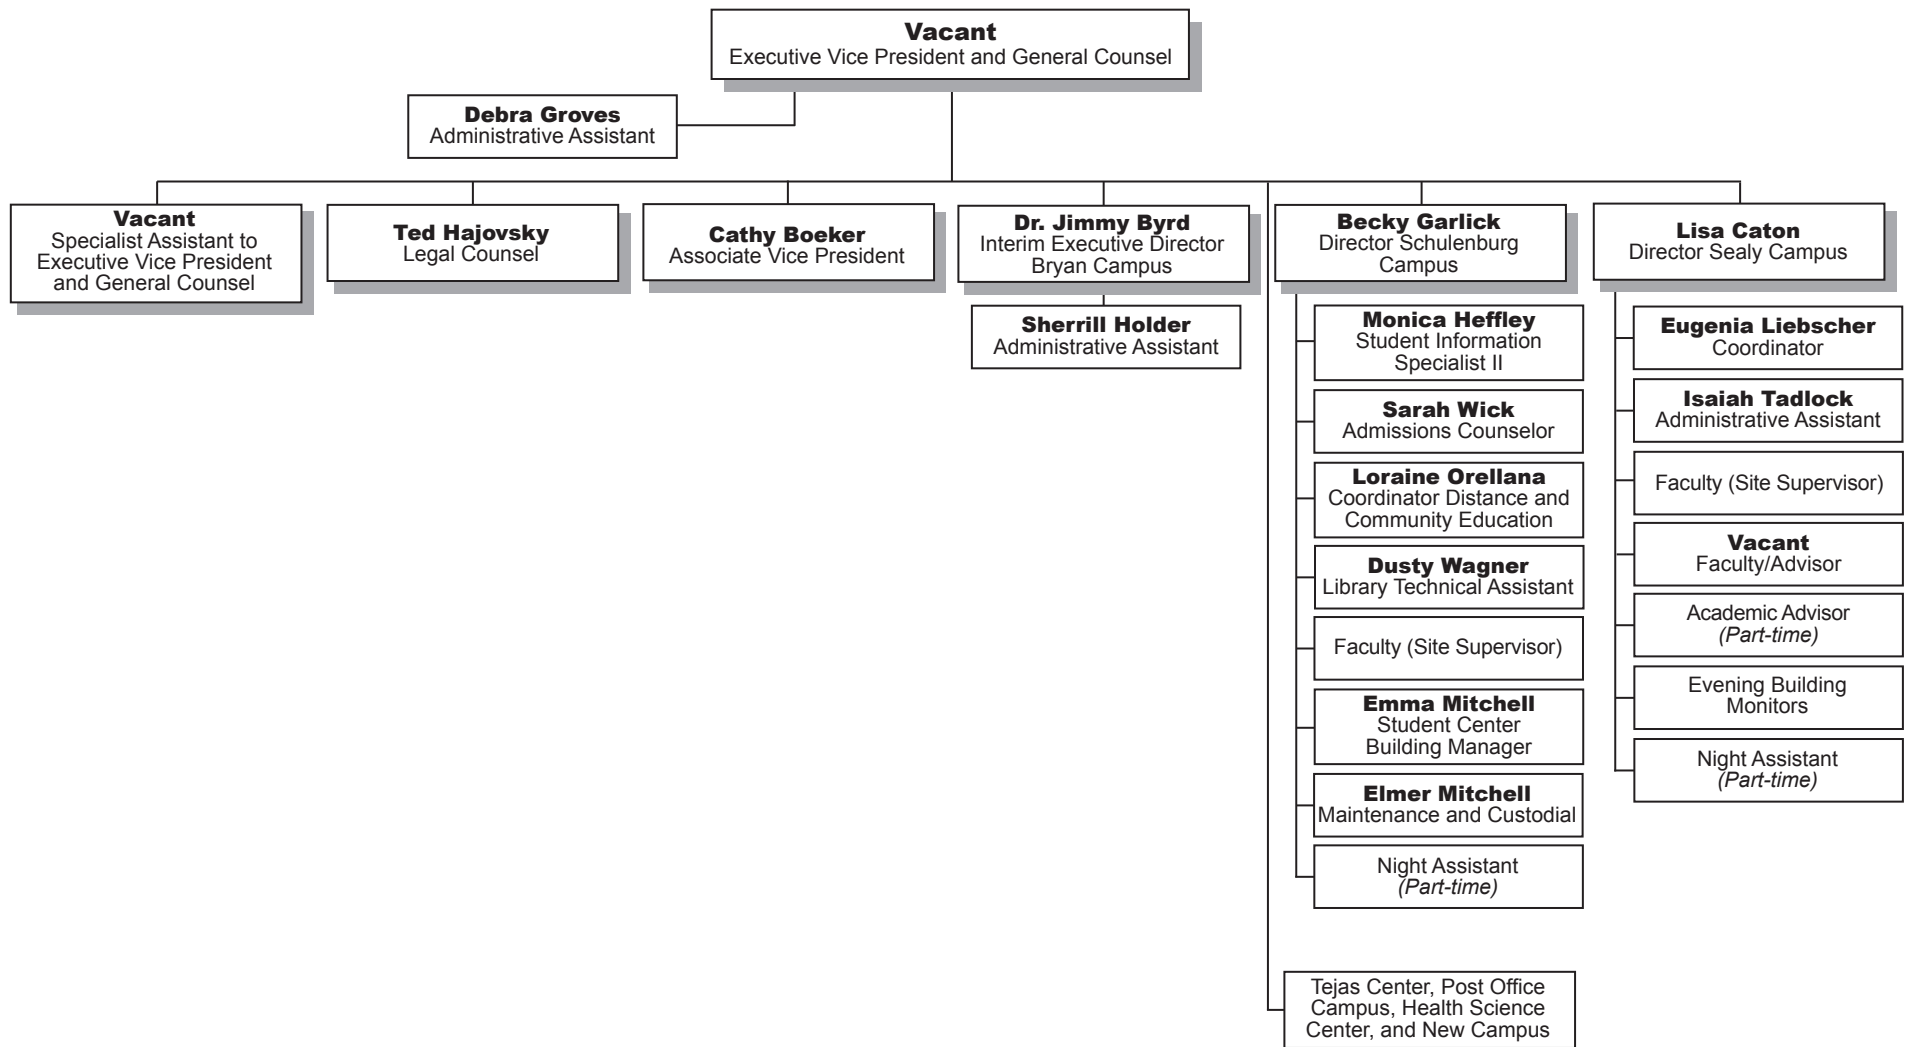 Vacant
Executive Vice President and General Counsel
Debra Groves
Administrative Assistant
Vacant
Specialist Assistant to
Executive Vice President
and General Counsel
Ted Hajovsky
Legal Counsel
Cathy Boeker
Associate Vice President
Dr. Jimmy Byrd
Interim Executive Director
Bryan Campus
Sherrill Holder
Administrative Assistant
Becky Garlick
Director Schulenburg
Campus
Monica Heffley
Student Information
Specialist II
Sarah Wick
Admissions Counselor
Loraine Orellana
Coordinator Distance and
Community Education
Dusty Wagner
Library Technical Assistant
Faculty (Site Supervisor)
Emma Mitchell
Student Center
Building Manager
Elmer Mitchell
Maintenance and Custodial
Night Assistant
(Part-time)
Lisa Caton
Director Sealy Campus
Eugenia Liebscher
Coordinator
Isaiah Tadlock
Administrative Assistant
Faculty (Site Supervisor)
Vacant
Faculty/Advisor
Academic Advisor
(Part-time)
Evening Building
Monitors
Night Assistant
(Part-time)
Tejas Center, Post Office
Campus, Health Science
Center, and New Campus